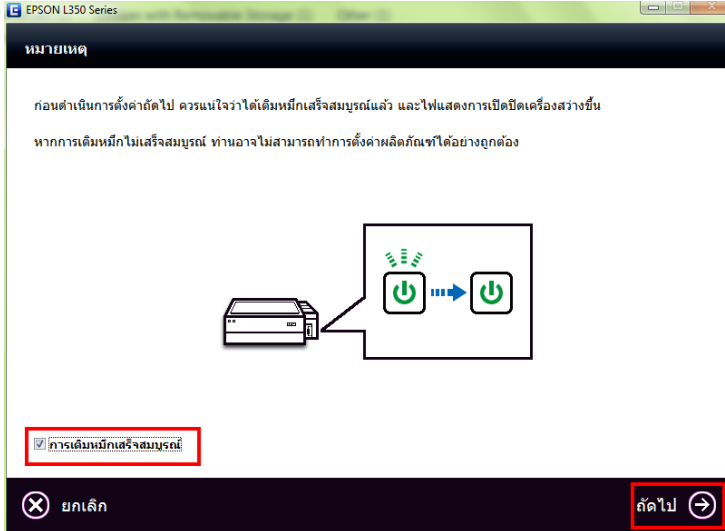 EPSON L350 Series
หมายเหตุ
ก่อนดำเนินการตั้งค่าถัดไป ควรแน่ใจว่าได้เติมหมึกเสร็จสมบูรณ์แล้ว และไฟแสดงการเปิดปิดเครื่องสว่างขึ้น
หากการเติมหมึกไม่เสร็จสมบูรณ์ ท่านอาจไม่สามารถทำการตั้งค่าผลิตภัณฑ์ได้อย่างถูกต้อง
การเติมหมึกเสร็จสมบูรณ์
ยกเลิก
ถัดไป